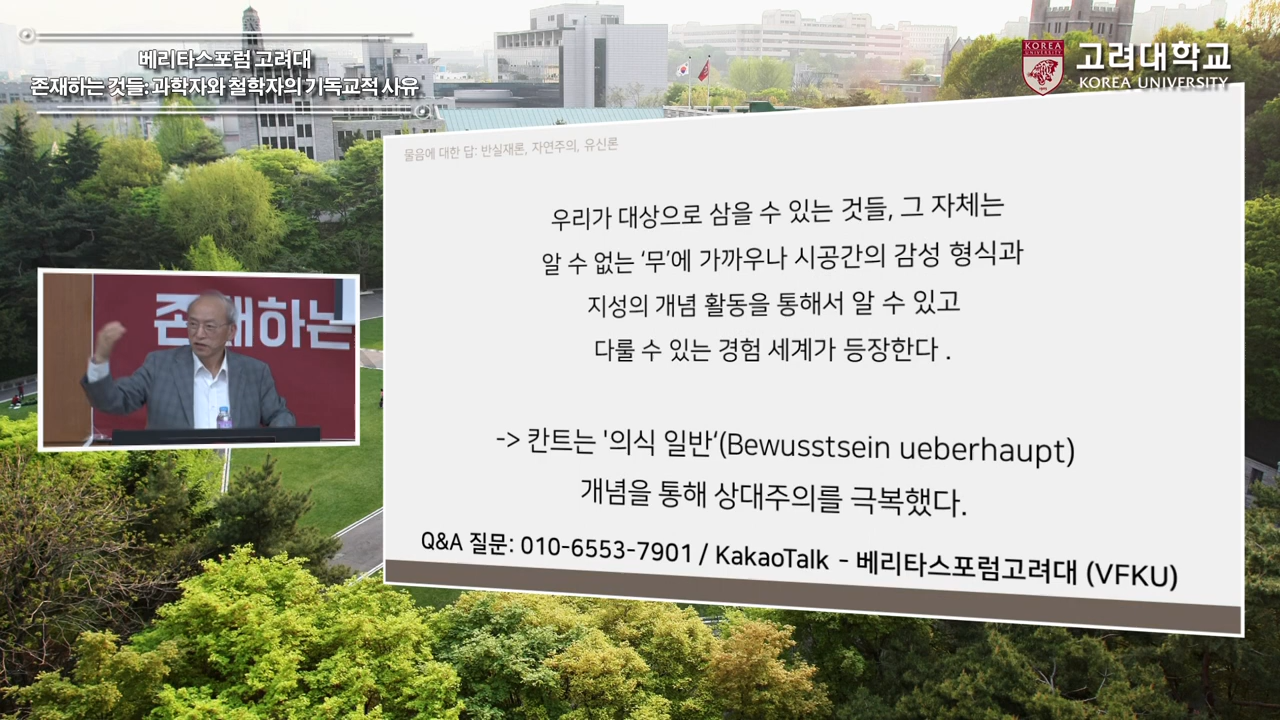 베리타스포럼 고려대
존재하는 것들: 과학자와 철학자의 기독교적 사유
KOREA
UNIVERSITY
고려대학교
KOREA UNIVERSITY
물음에 대한 답: 반실재론, 자연주의, 유신론
우리가 대상으로 삼을 수 있는 것들, 그 자체는
알 수 없는 ‘무’에 가까우나 시공간의 감성 형식과
지성의 개념 활동을 통해서 알 수 있고
다룰 수 있는 경험 세계가 등장한다 .
-> 칸트는 '의식 일반‘(Bewusstsein ueberhaupt)
개념을 통해 상대주의를 극복했다.
Q&A 질문: 010-6553-7901 / KakaoTalk - 베리타스포럼고려대 (VFKU)
존재하는